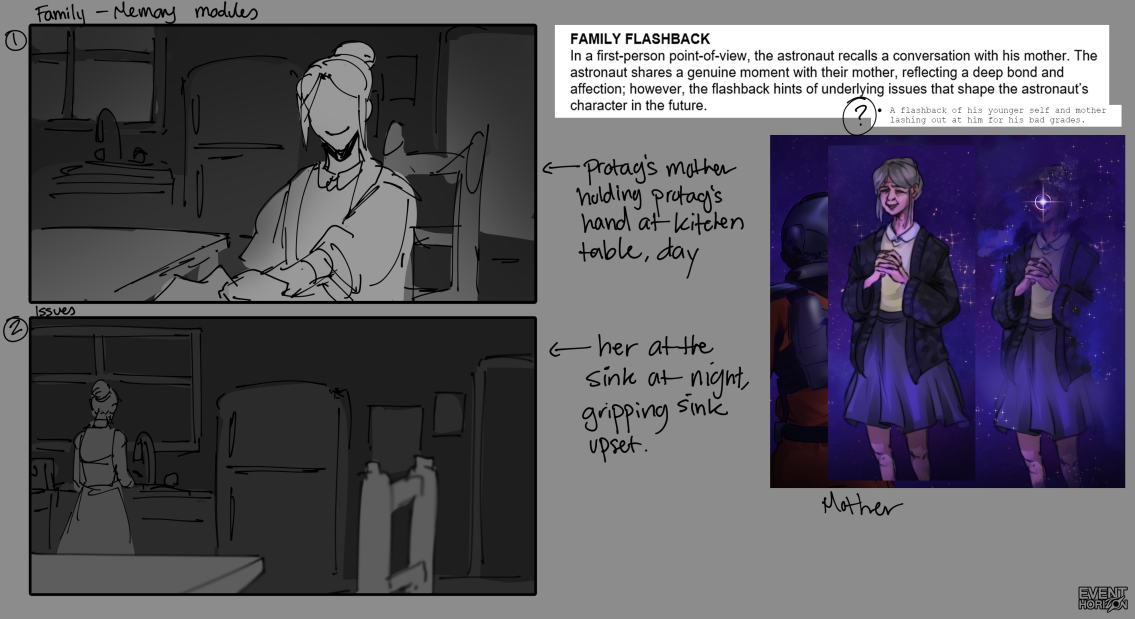 Family - Memory modules
1
FAMILY FLASHBACK
In a first-person point-of-view, the astronaut recalls a conversation with his mother. The
astronaut shares a genuine moment with their mother, reflecting a deep bond and
affection; however, the flashback hints of underlying issues that shape the astronaut's
character in the future.
?
• A flashback of his younger self and mother
lashing out at him for his bad grades.
← Protag's mother
holding protag's
hand at kitchen
table, day
Issues
2
← her at the
sink at night,
gripping sink
upset.
Mother
EVENT
HORIZON